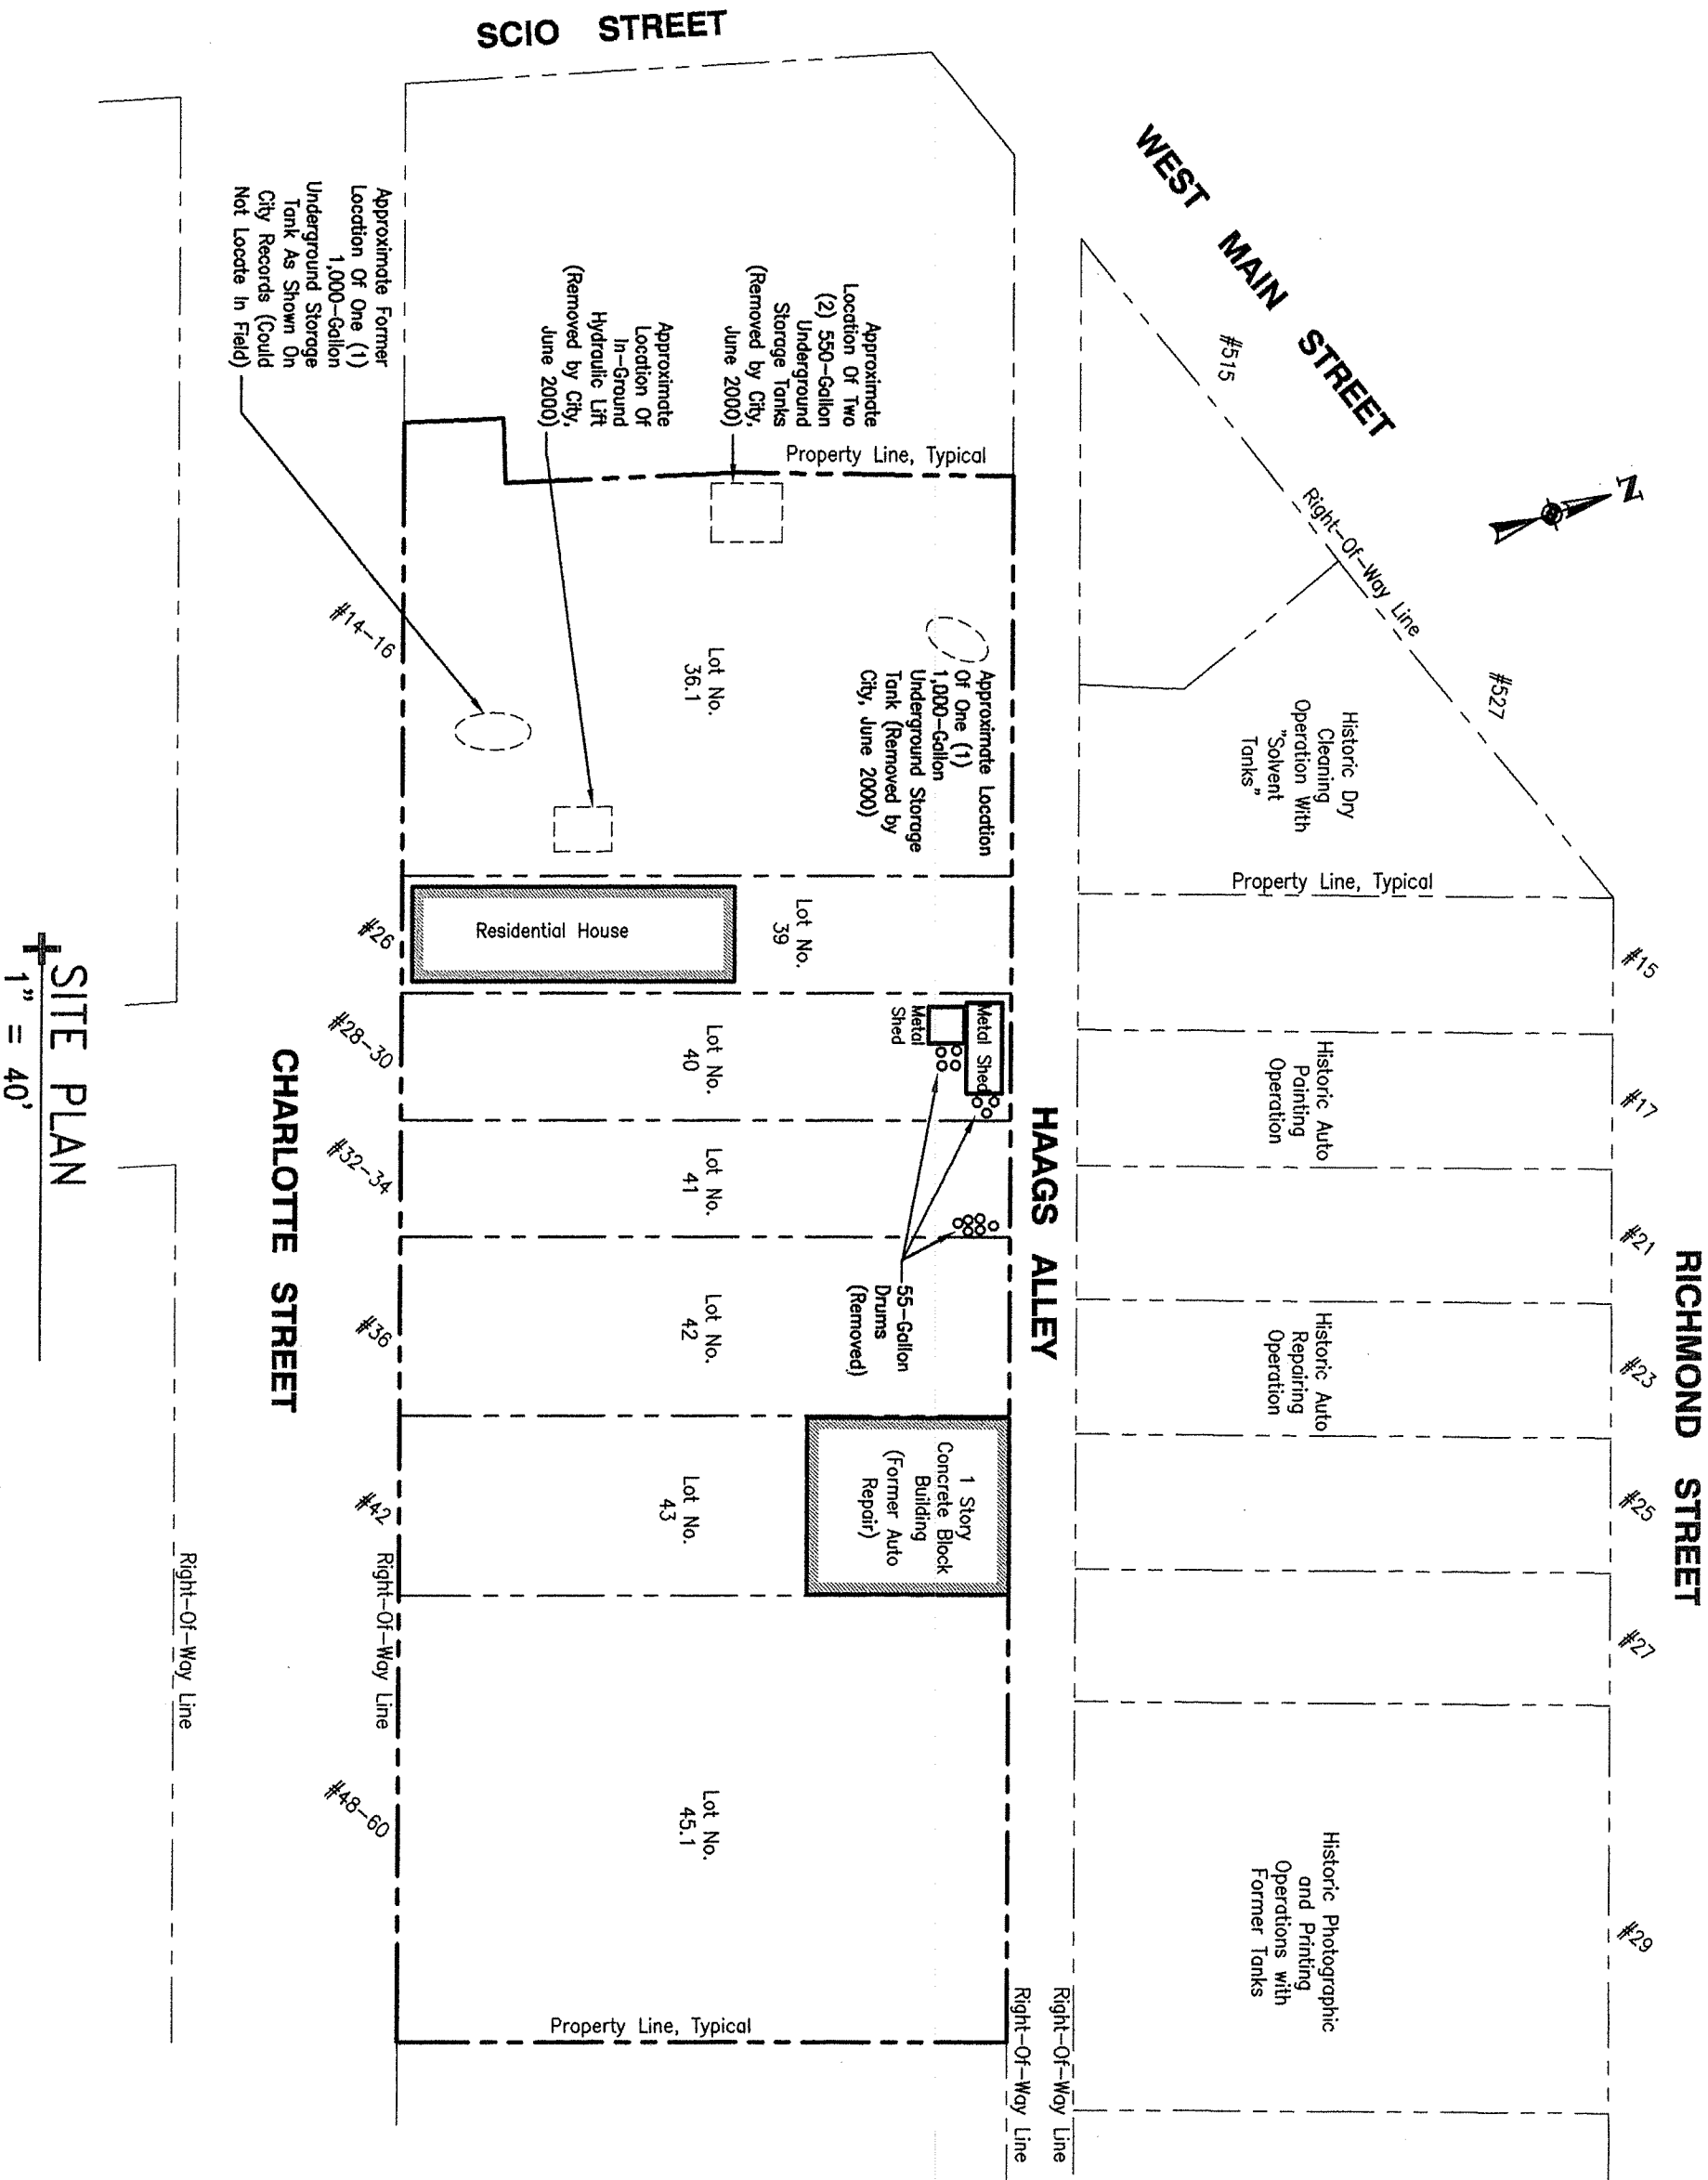 SCIO STREET
WEST MAIN STREET
#515
Right-Of-Way Line
#527
N
Historic Dry
Cleaning
Operation With
"Solvent
Tanks"
Property Line, Typical
RICHMOND STREET
#15
#17
#21
#23
#25
#27
#29
Historic Auto
Painting
Operation
Historic Auto
Repairing
Operation
Historic Photographic
and Printing
Operations with
Former Tanks
Right-Of-Way Line
Right-Of-Way Line
HAAGS ALLEY
Property Line, Typical
Approximate
Location Of Two
(2) 550-Gallon
Underground
Storage Tanks
(Removed by City,
June 2000)
Approximate
Location Of
In-Ground
Hydraulic Lift
(Removed by City,
June 2000)
Approximate Former
Location Of One (1)
1,000-Gallon
Underground Storage
Tank As Shown On
City Records (Could
Not Locate In Field)
Approximate Location
Of One (1)
1,000-Gallon
Underground Storage
Tank (Removed by
City, June 2000)
Lot No.
36.1
Lot No.
39
Residential House
Metal Shed
Metal
Shed
Lot No.
40
Lot No.
41
55-Gallon
Drums
(Removed)
Lot No.
42
1 Story
Concrete Block
Building
(Former Auto
Repair)
Lot No.
43
Lot No.
45.1
Property Line, Typical
#14-16
#26
#28-30
#32-34
#36
#42
Right-Of-Way Line
#48-60
CHARLOTTE STREET
Right-Of-Way Line
SITE PLAN
1" = 40'